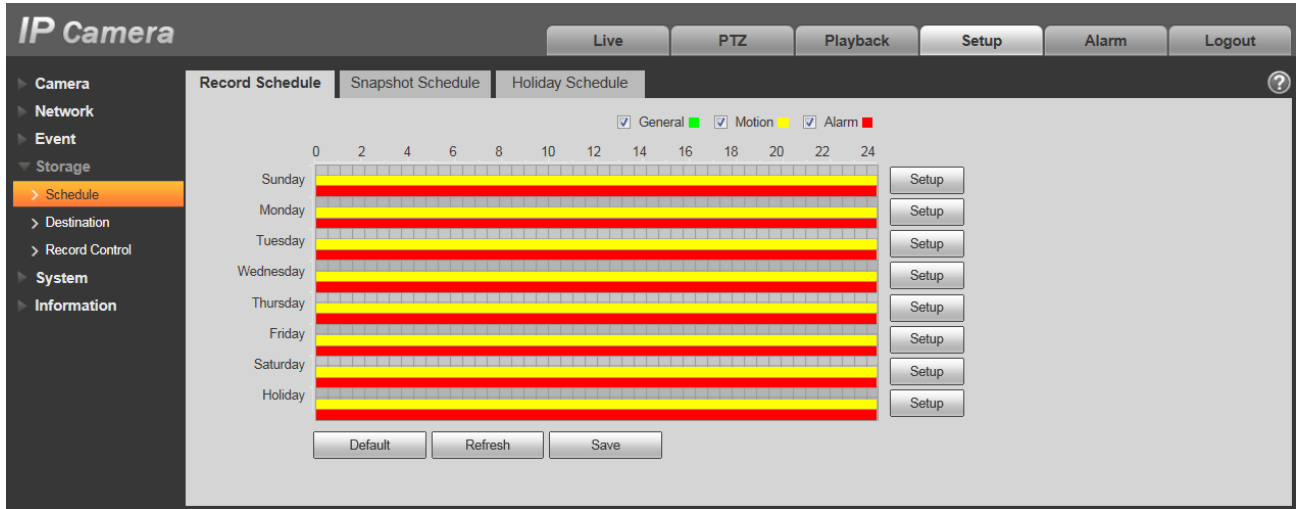 IP Camera
Live PTZ Playback Setup Alarm Logout
Camera
Network
Event
Storage
Schedule
Destination
Record Control
System
Information
Record Schedule Snapshot Schedule Holiday Schedule ?
General Motion Alarm
0 2 4 6 8 10 12 14 16 18 20 22 24
Sunday Setup
Monday Setup
Tuesday Setup
Wednesday Setup
Thursday Setup
Friday Setup
Saturday Setup
Holiday Setup
Default Refresh Save